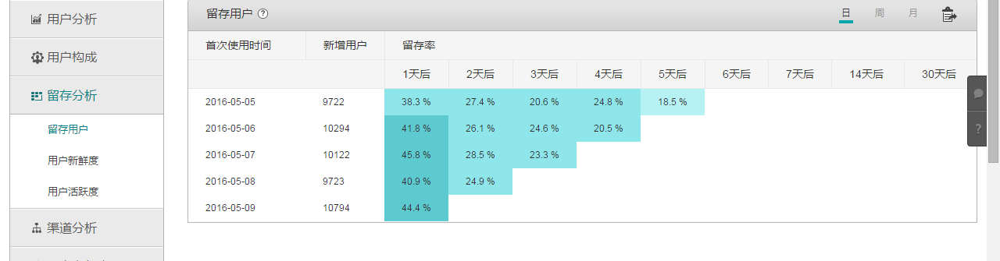 用户分析
用户构成
留存分析
留存用户
用户新鲜度
用户活跃度
渠道分析
留存用户 ?
日 周 月
首次使用时间 新增用户 留存率
1天后 2天后 3天后 4天后 5天后 6天后 7天后 14天后 30天后
2016-05-05 9722 38.3 % 27.4 % 20.6 % 24.8 % 18.5 %
2016-05-06 10294 41.8 % 26.1 % 24.6 % 20.5 %
2016-05-07 10122 45.8 % 28.5 % 23.3 %
2016-05-08 9723 40.9 % 24.9 %
2016-05-09 10794 44.4 %
?